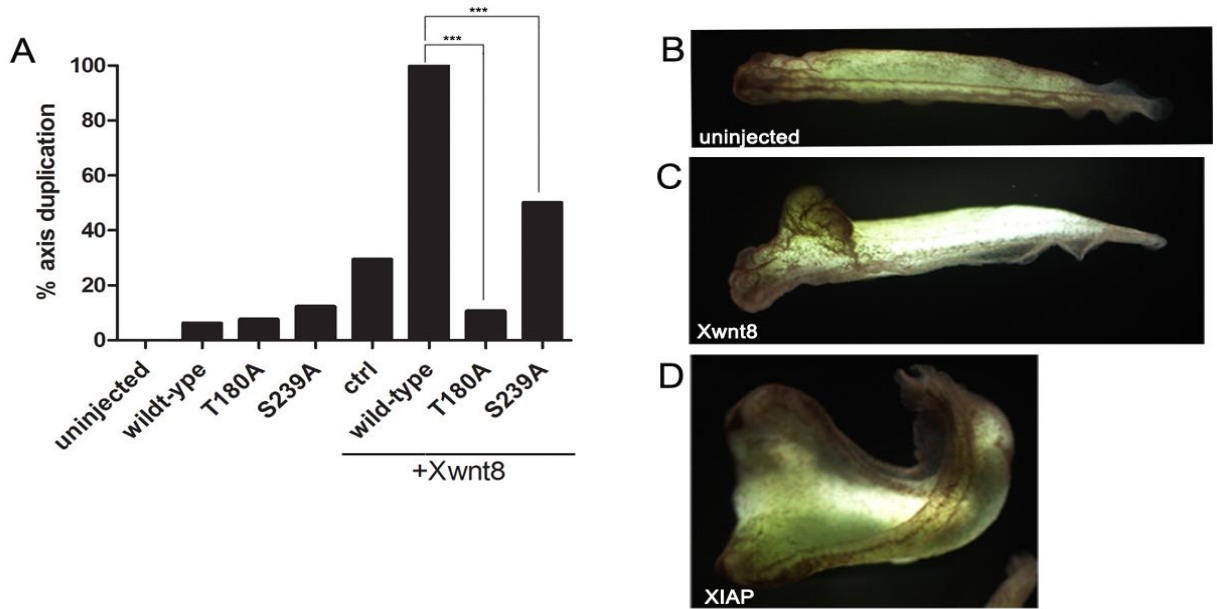 A
***
***
100
80
60
40
20
0
% axis duplication
uninjected
wildt-ype
T180A
S239A
ctrl
wild-type
T180A
S239A
+Xwnt8
B
uninjected
C
Xwnt8
D
XIAP